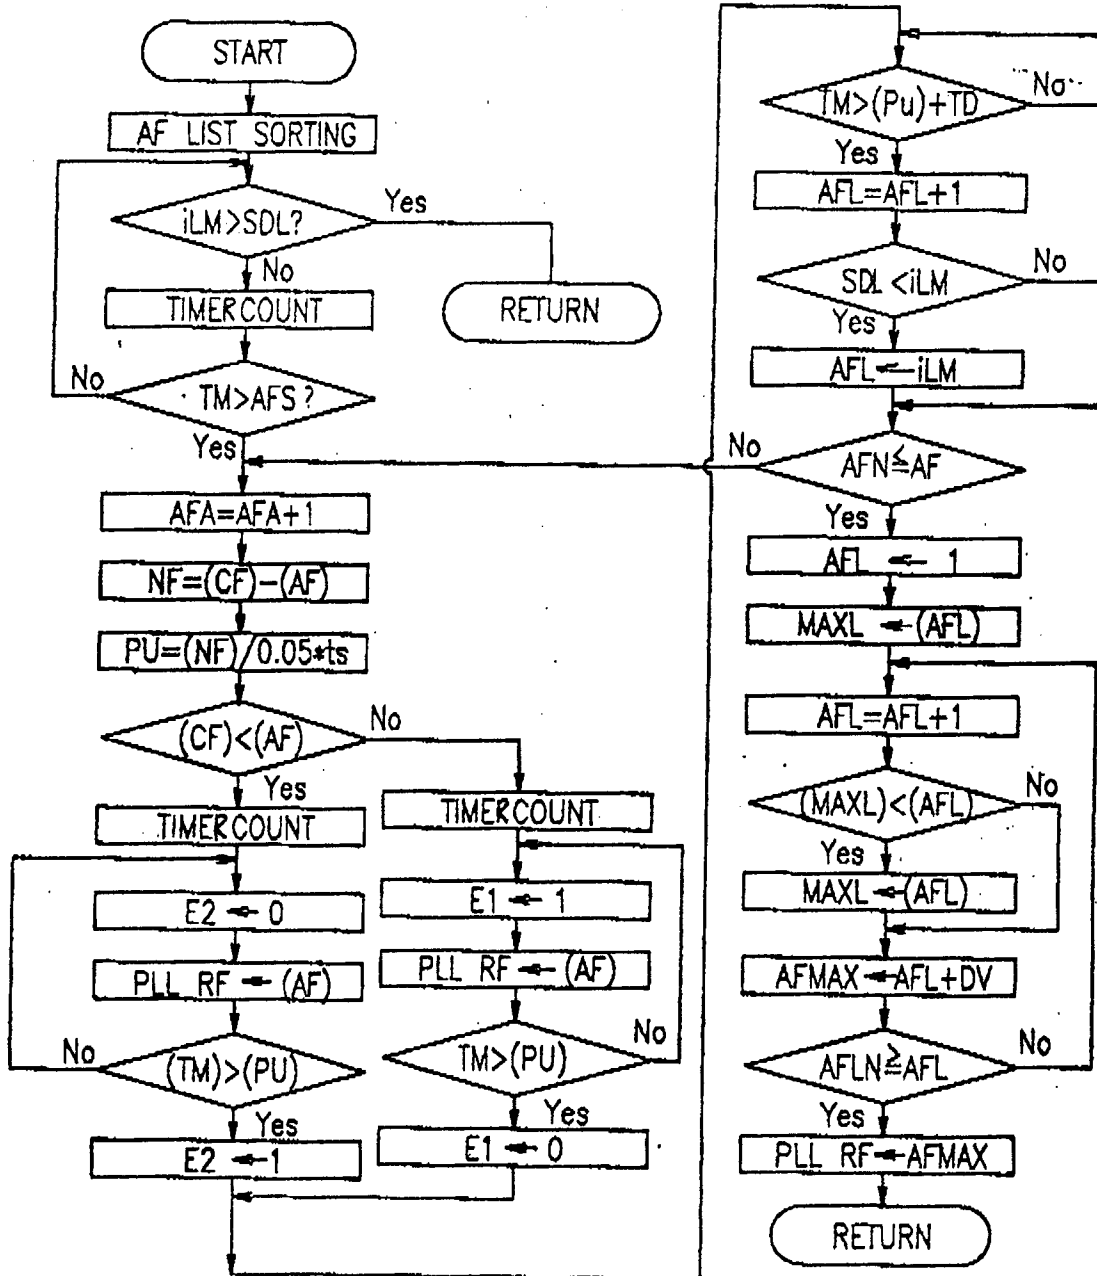 START
AF LIST SORTING
iLM>SDL?
Yes
No
TIMERCOUNT
RETURN
TM>AFS?
No
Yes
AFA=AFA+1
NF=(CF)-(AF)
PU=(NF)/0.05*ts
(CF)<(AF)
No
Yes
TIMERCOUNT
TIMERCOUNT
E2 ← 0
E1 ← 1
PLL RF ← (AF)
PLL RF ← (AF)
(TM)>(PU)
No
Yes
TM>(PU)
No
Yes
E2 ← 1
E1 ← 0
TM>(Pu)+TD
No
Yes
AFL=AFL+1
SDL<iLM
No
Yes
AFL ← iLM
AFN≦AF
No
Yes
AFL ← 1
MAXL ← (AFL)
AFL=AFL+1
(MAXL)<(AFL)
No
Yes
MAXL ← (AFL)
AFMAX ← AFL+DV
AFLN≧AFL
No
Yes
PLL RF ← AFMAX
RETURN